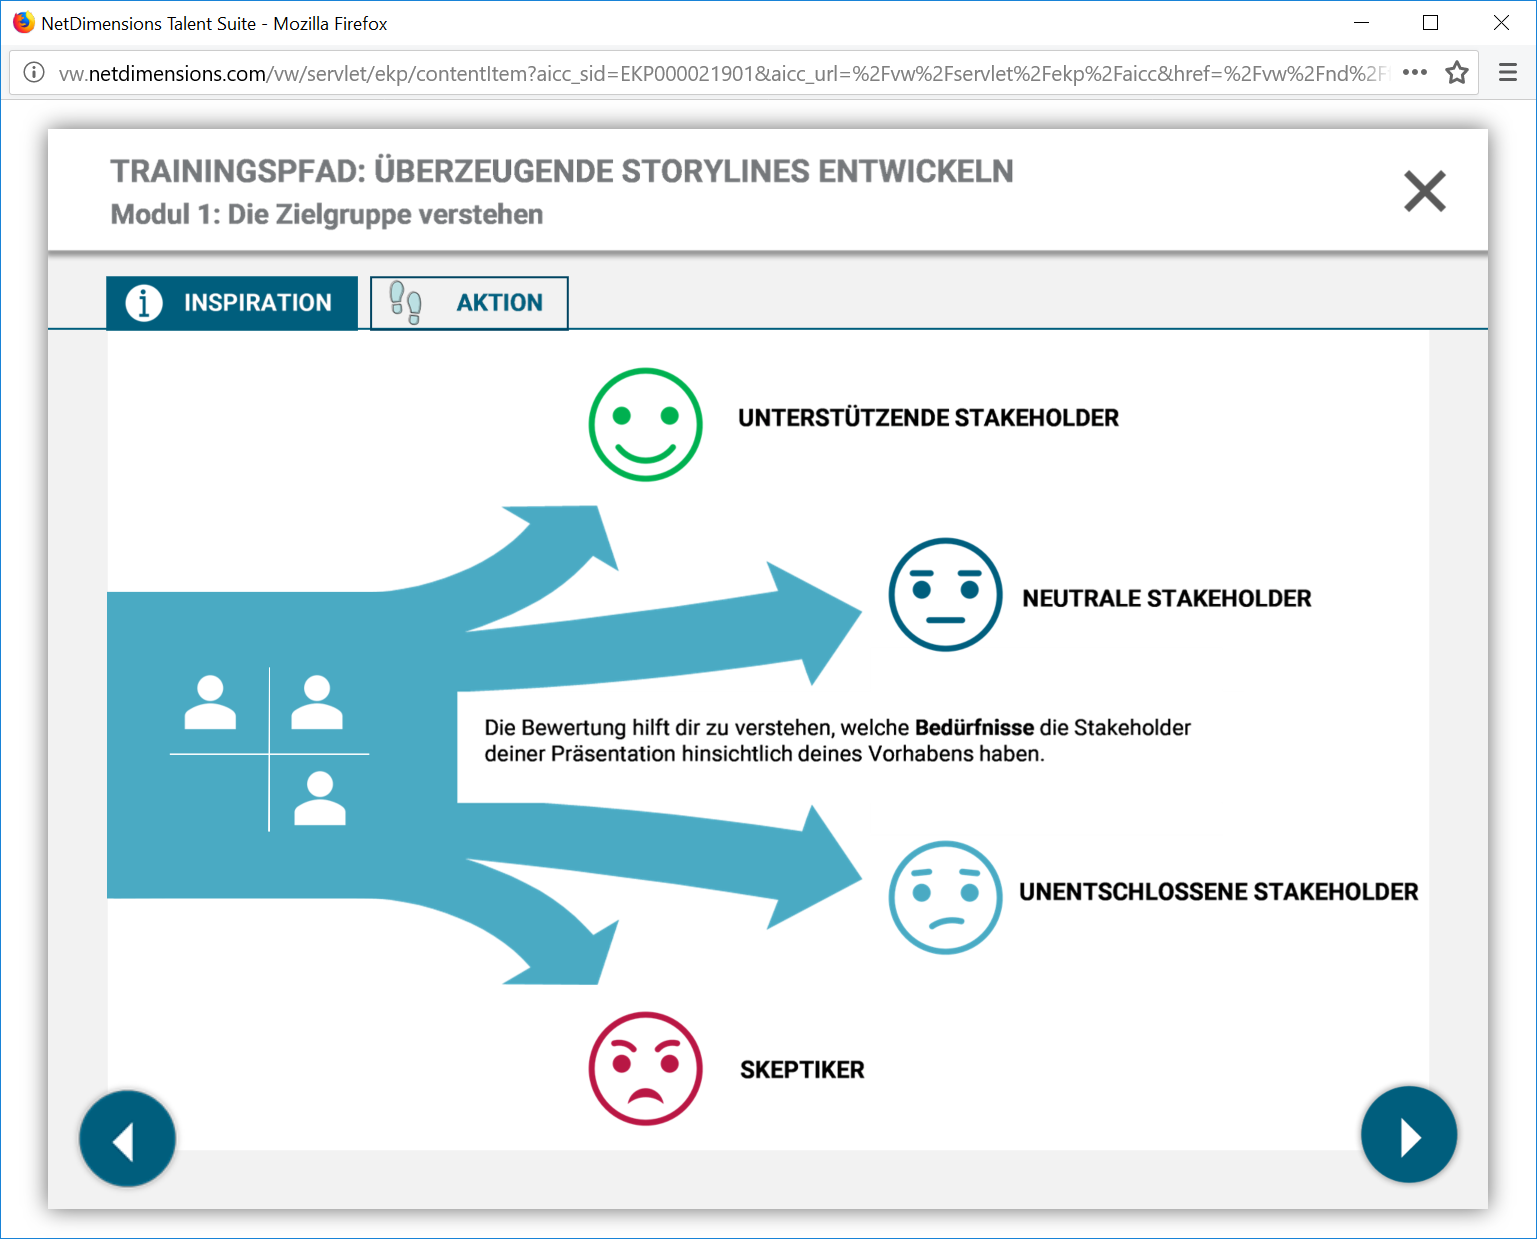 NetDimensions Talent Suite - Mozilla Firefox
vw.netdimensions.com/vw/servlet/ekp/contentItem?aicc_sid=EKP000021901&aicc_url=%2Fvw%2Fservlet%2Fekp%2Faicc&href=%2Fvw%2Fnd%2F
TRAININGSPFAD: ÜBERZEUGENDE STORYLINES ENTWICKELN
Modul 1: Die Zielgruppe verstehen
INSPIRATION AKTION
UNTERSTÜTZENDE STAKEHOLDER
NEUTRALE STAKEHOLDER
Die Bewertung hilft dir zu verstehen, welche Bedürfnisse die Stakeholder
deiner Präsentation hinsichtlich deines Vorhabens haben.
UNENTSCHLOSSENE STAKEHOLDER
SKEPTIKER